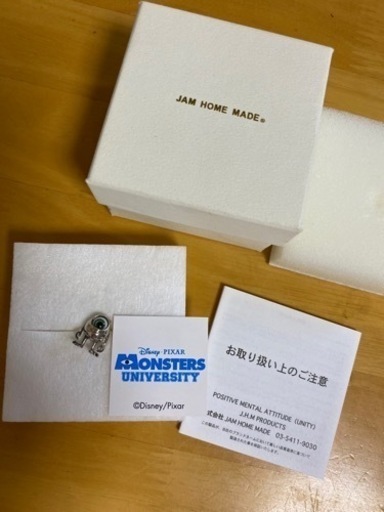 JAM HOME MADE®
Disney · PIXAR
MONSTERS
UNIVERSITY
©Disney/Pixar
お取り扱い上のご注意
POSITIVE MENTAL ATTITUDE (UNITY)
J.H.M PRODUCTS
株式会社 JAM HOME MADE 03-5411-9030